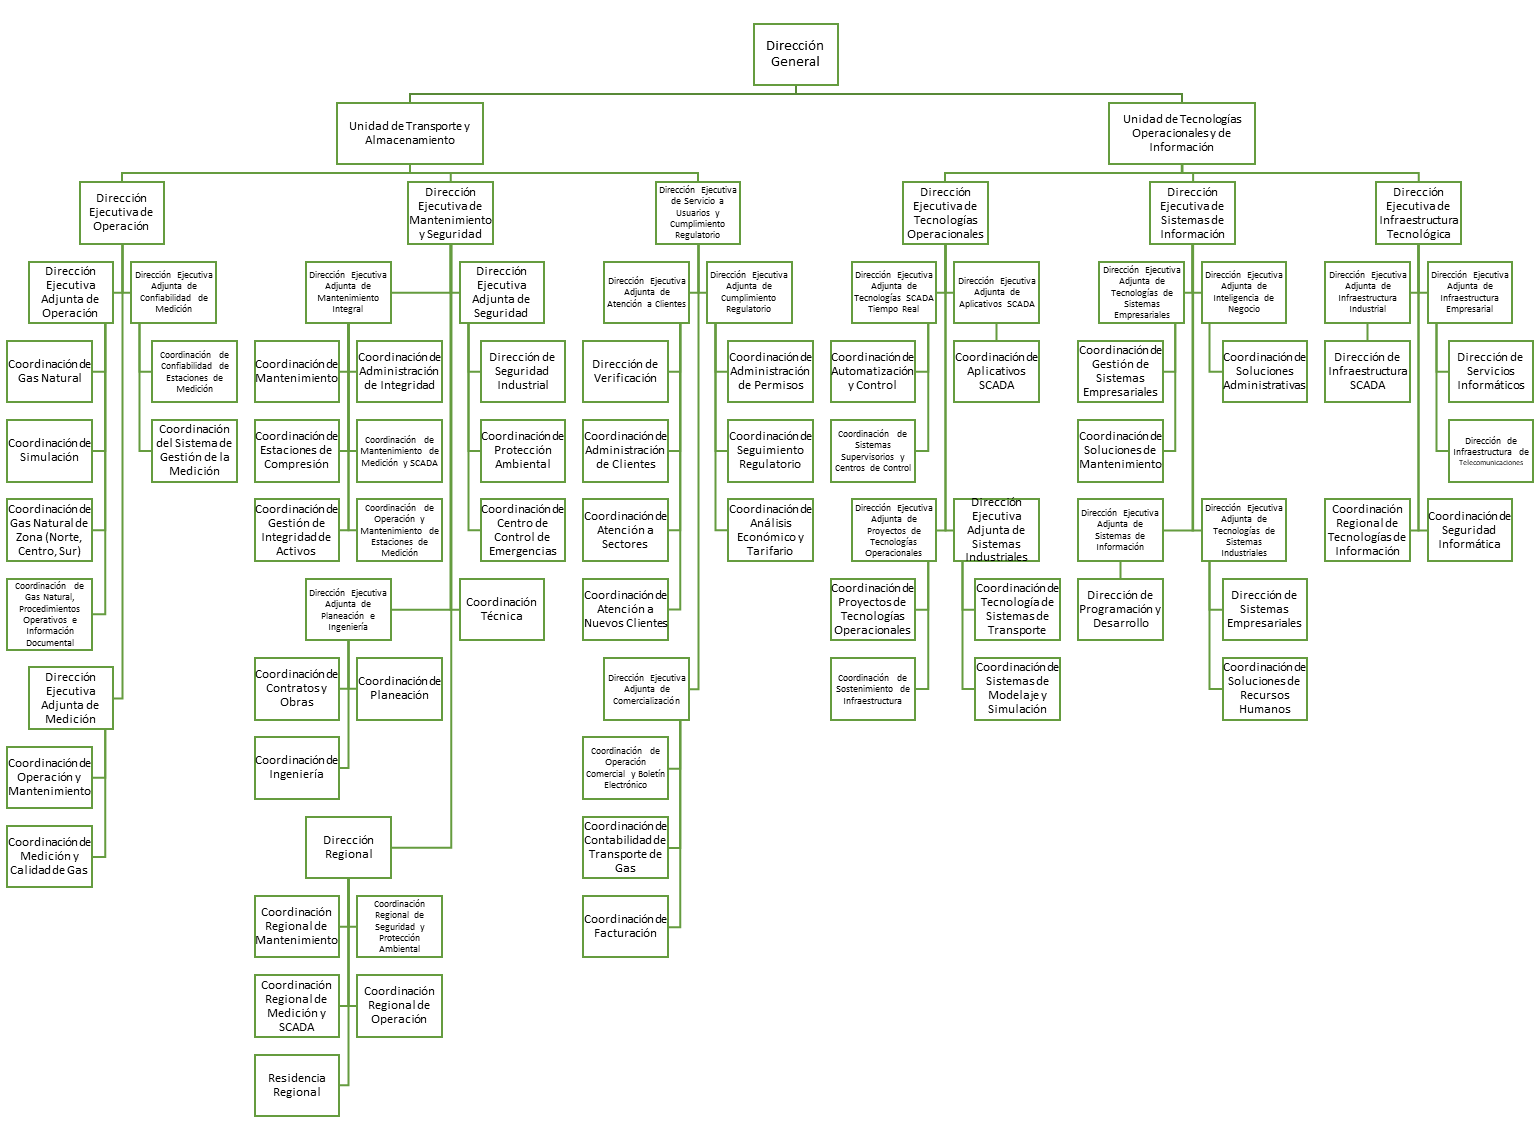 Dirección
General
Unidad de Transporte y
Almacenamiento
Unidad de Tecnologías
Operacionales y de
Información
Dirección
Ejecutiva de
Operación
Dirección
Ejecutiva de
Mantenimiento
y Seguridad
Dirección Ejecutiva
de Servicio a
Usuarios y
Cumplimiento
Regulatorio
Dirección
Ejecutiva de
Tecnologías
Operacionales
Dirección
Ejecutiva de
Sistemas de
Información
Dirección
Ejecutiva de
Infraestructura
Tecnológica
Dirección
Ejecutiva
Adjunta de
Operación
Dirección Ejecutiva
Adjunta de
Confiabilidad de
Medición
Dirección Ejecutiva
Adjunta de
Mantenimiento
Integral
Dirección
Ejecutiva
Adjunta de
Seguridad
Dirección Ejecutiva
Adjunta de
Atención a Clientes
Dirección Ejecutiva
Adjunta de
Cumplimiento
Regulatorio
Dirección Ejecutiva
Adjunta de
Tecnologías SCADA
Tiempo Real
Dirección Ejecutiva
Adjunta de
Aplicativos SCADA
Dirección Ejecutiva
Adjunta de
Tecnologías de
Sistemas
Empresariales
Dirección Ejecutiva
Adjunta de
Inteligencia de
Negocio
Dirección Ejecutiva
Adjunta de
Infraestructura
Industrial
Dirección Ejecutiva
Adjunta de
Infraestructura
Empresarial
Coordinación de
Gas Natural
Coordinación de
Confiabilidad de
Estaciones de
Medición
Coordinación de
Mantenimiento
Coordinación de
Administración
de Integridad
Dirección de
Seguridad
Industrial
Dirección de
Verificación
Coordinación de
Administración
de Permisos
Coordinación de
Automatización
y Control
Coordinación de
Aplicativos
SCADA
Coordinación de
Gestión de
Sistemas
Empresariales
Coordinación de
Soluciones
Administrativas
Dirección de
Infraestructura
SCADA
Dirección de
Servicios
Informáticos
Coordinación de
Simulación
Coordinación
del Sistema de
Gestión de la
Medición
Coordinación de
Estaciones de
Compresión
Coordinación de
Mantenimiento de
Medición y SCADA
Coordinación de
Protección
Ambiental
Coordinación de
Administración
de Clientes
Coordinación de
Seguimiento
Regulatorio
Coordinación de
Sistemas
Supervisorios y
Centros de Control
Coordinación de
Soluciones de
Mantenimiento
Dirección de
Infraestructura de
Telecomunicaciones
Coordinación de
Gas Natural de
Zona (Norte,
Centro, Sur)
Coordinación de
Gestión de
Integridad de
Activos
Coordinación de
Operación y
Mantenimiento de
Estaciones de
Medición
Coordinación de
Centro de
Control de
Emergencias
Coordinación de
Atención a
Sectores
Coordinación de
Análisis
Económico y
Tarifario
Dirección Ejecutiva
Adjunta de
Proyectos de
Tecnologías
Operacionales
Dirección
Ejecutiva
Adjunta de
Sistemas
Industriales
Dirección Ejecutiva
Adjunta de
Sistemas de
Información
Dirección Ejecutiva
Adjunta de
Tecnologías de
Sistemas
Industriales
Coordinación
Regional de
Tecnologías de
Información
Coordinación de
Seguridad
Informática
Coordinación de
Gas Natural,
Procedimientos
Operativos e
Información
Documental
Dirección Ejecutiva
Adjunta de
Planeación e
Ingeniería
Coordinación
Técnica
Coordinación de
Atención a
Nuevos Clientes
Coordinación de
Proyectos de
Tecnologías
Operacionales
Coordinación de
Tecnología de
Sistemas de
Transporte
Dirección de
Programación y
Desarrollo
Dirección de
Sistemas
Empresariales
Dirección
Ejecutiva
Adjunta de
Medición
Coordinación de
Contratos y
Obras
Coordinación de
Planeación
Dirección Ejecutiva
Adjunta de
Comercialización
Coordinación de
Sostenimiento de
Infraestructura
Coordinación de
Sistemas de
Modelaje y
Simulación
Coordinación de
Soluciones de
Recursos
Humanos
Coordinación de
Operación y
Mantenimiento
Coordinación de
Ingeniería
Coordinación de
Operación
Comercial y Boletín
Electrónico
Coordinación de
Medición y
Calidad de Gas
Dirección
Regional
Coordinación de
Contabilidad de
Transporte de
Gas
Coordinación
Regional de
Mantenimiento
Coordinación
Regional de
Seguridad y
Protección
Ambiental
Coordinación de
Facturación
Coordinación
Regional de
Medición y
SCADA
Coordinación
Regional de
Operación
Residencia
Regional